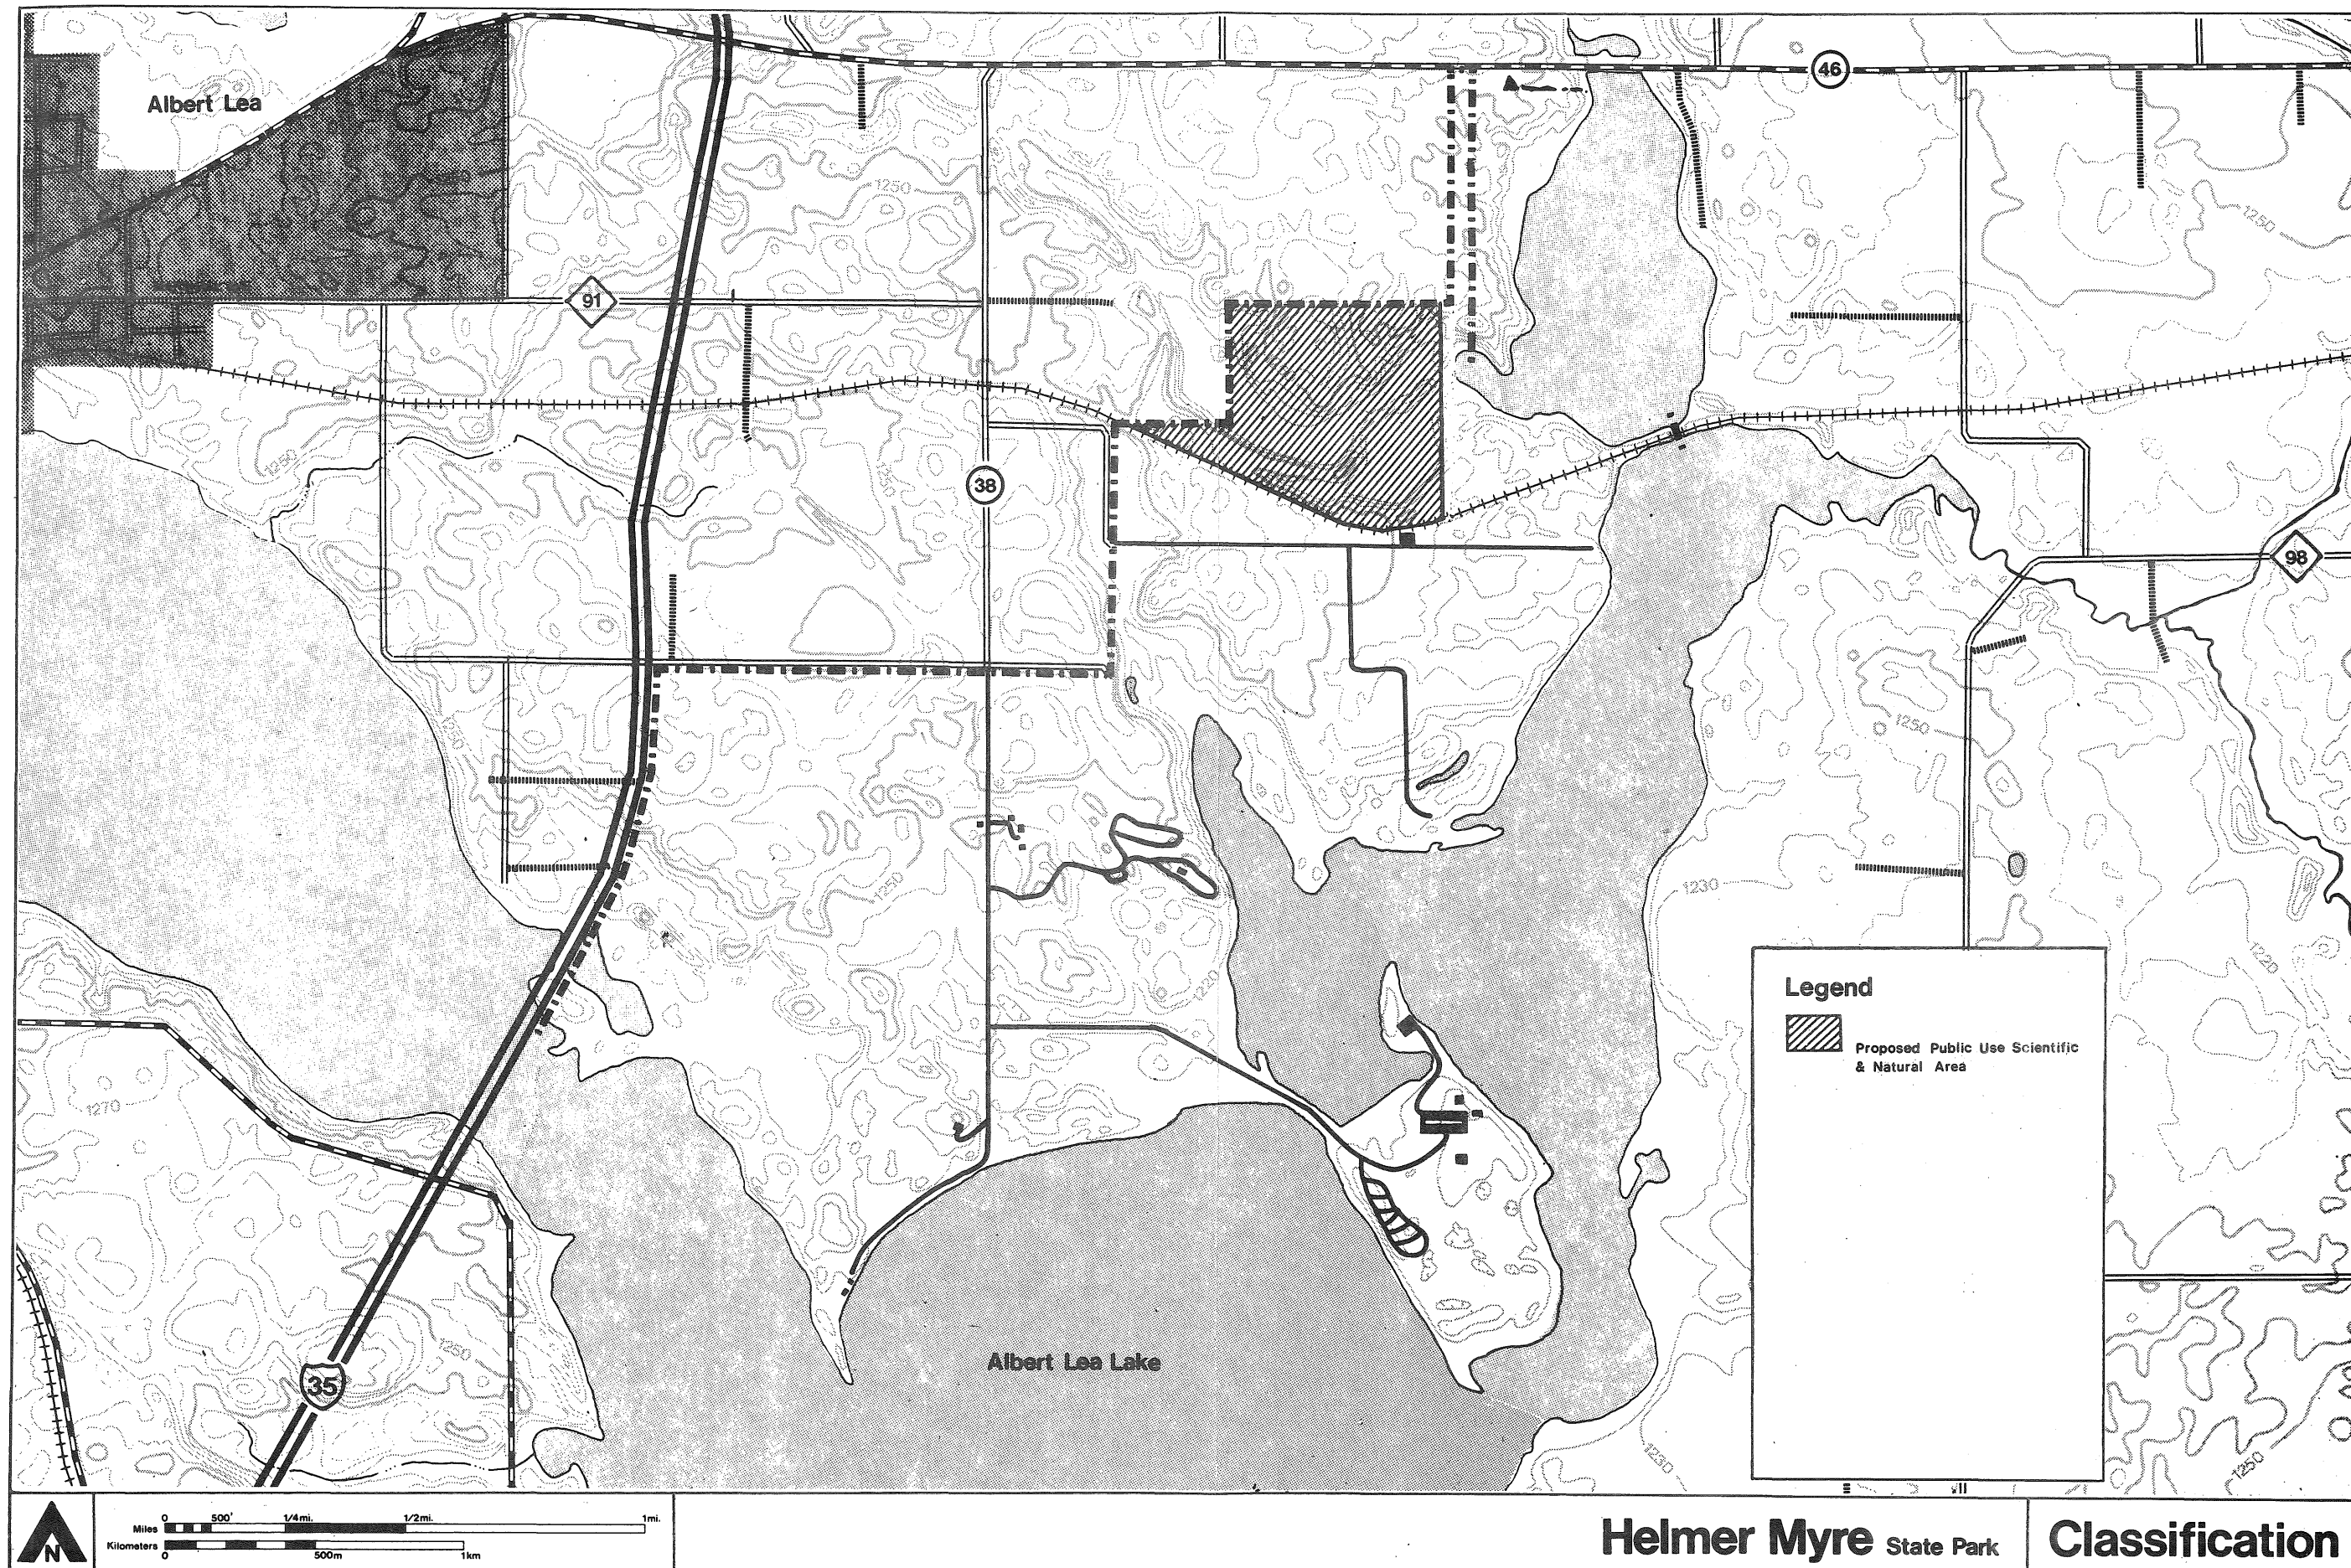 46
Albert Lea
1250
1250
91
1250
38
98
1250
1250
1250
1230
1250
1220
1220
Legend
Proposed Public Use Scientific
& Natural Area
1270
1250
35
Albert Lea Lake
1230
1250
N
0 500' 1/4mi. 1/2mi. 1mi.
Miles
Kilometers
0 500m 1km
Helmer Myre State Park
Classification